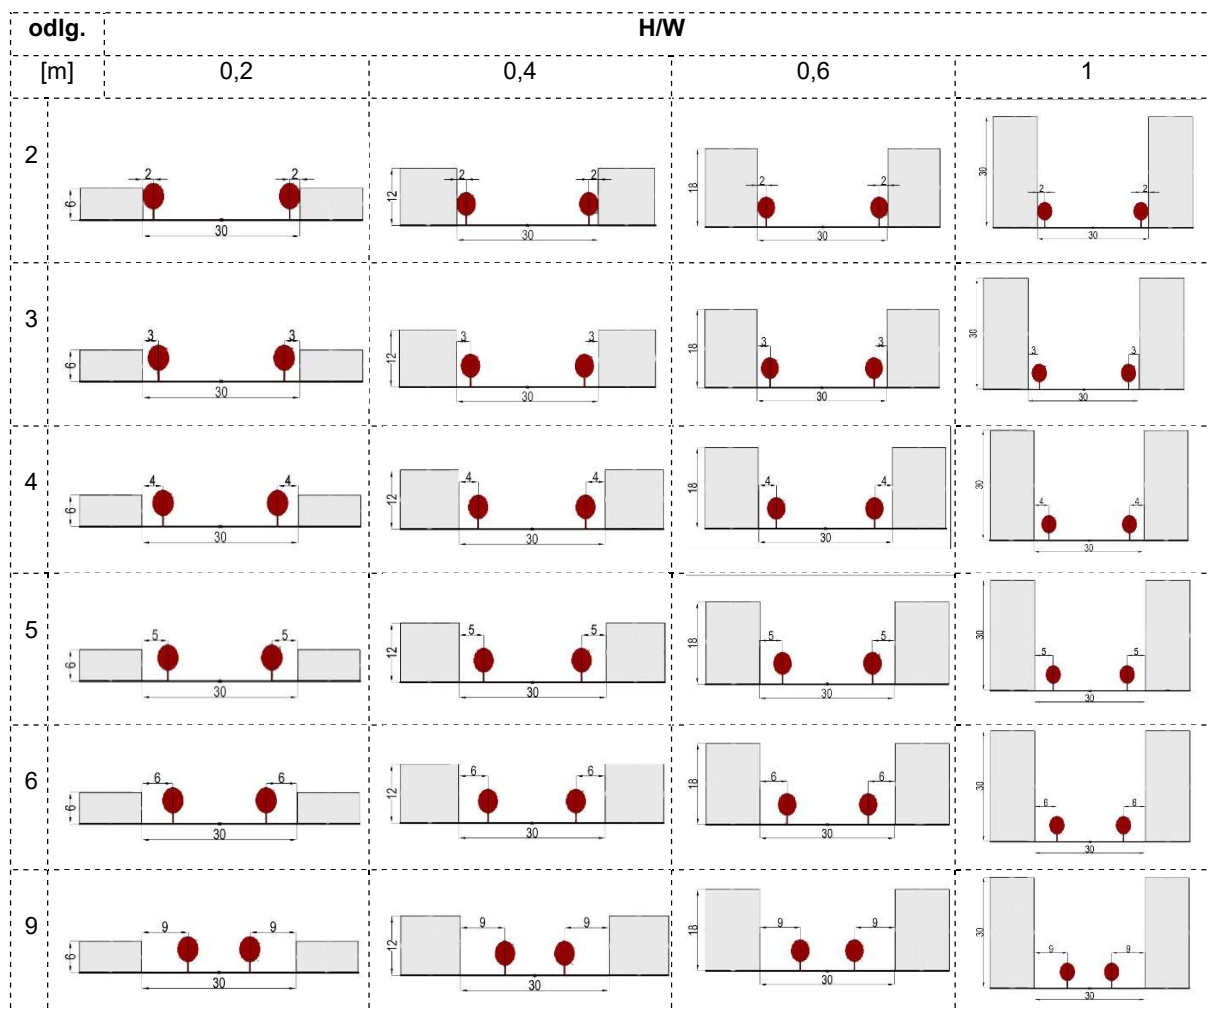 odlg. H/W
[m] 0,2 0,4 0,6 1
2
2 2 6 30
2 2 12 30
2 2 18 30
2 2 30 30
3
3 3 6 30
3 3 12 30
3 3 18 30
3 3 30 30
4
4 4 6 30
4 4 12 30
4 4 18 30
4 4 30 30
5
5 5 6 30
5 5 12 30
5 5 18 30
5 5 30 30
6
6 6 6 30
6 6 12 30
6 6 18 30
6 6 30 30
9
9 9 6 30
9 9 12 30
9 9 18 30
9 9 30 30